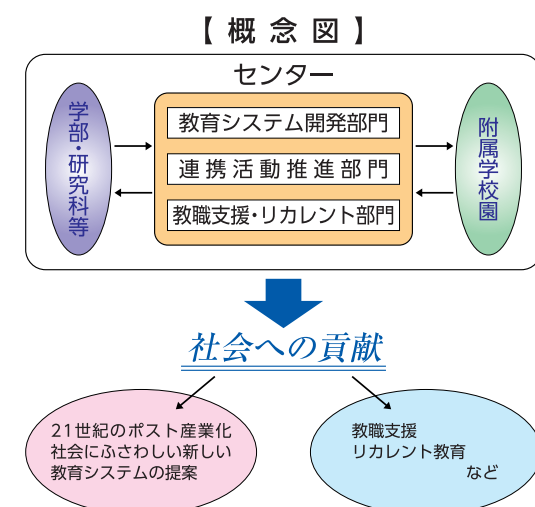 【概念図】
センター
学部・研究科等
教育システム開発部門
連携活動推進部門
教職支援・リカレント部門
附属学校園
社会への貢献
21世紀のポスト産業化
社会にふさわしい新しい
教育システムの提案
教職支援
リカレント教育
など